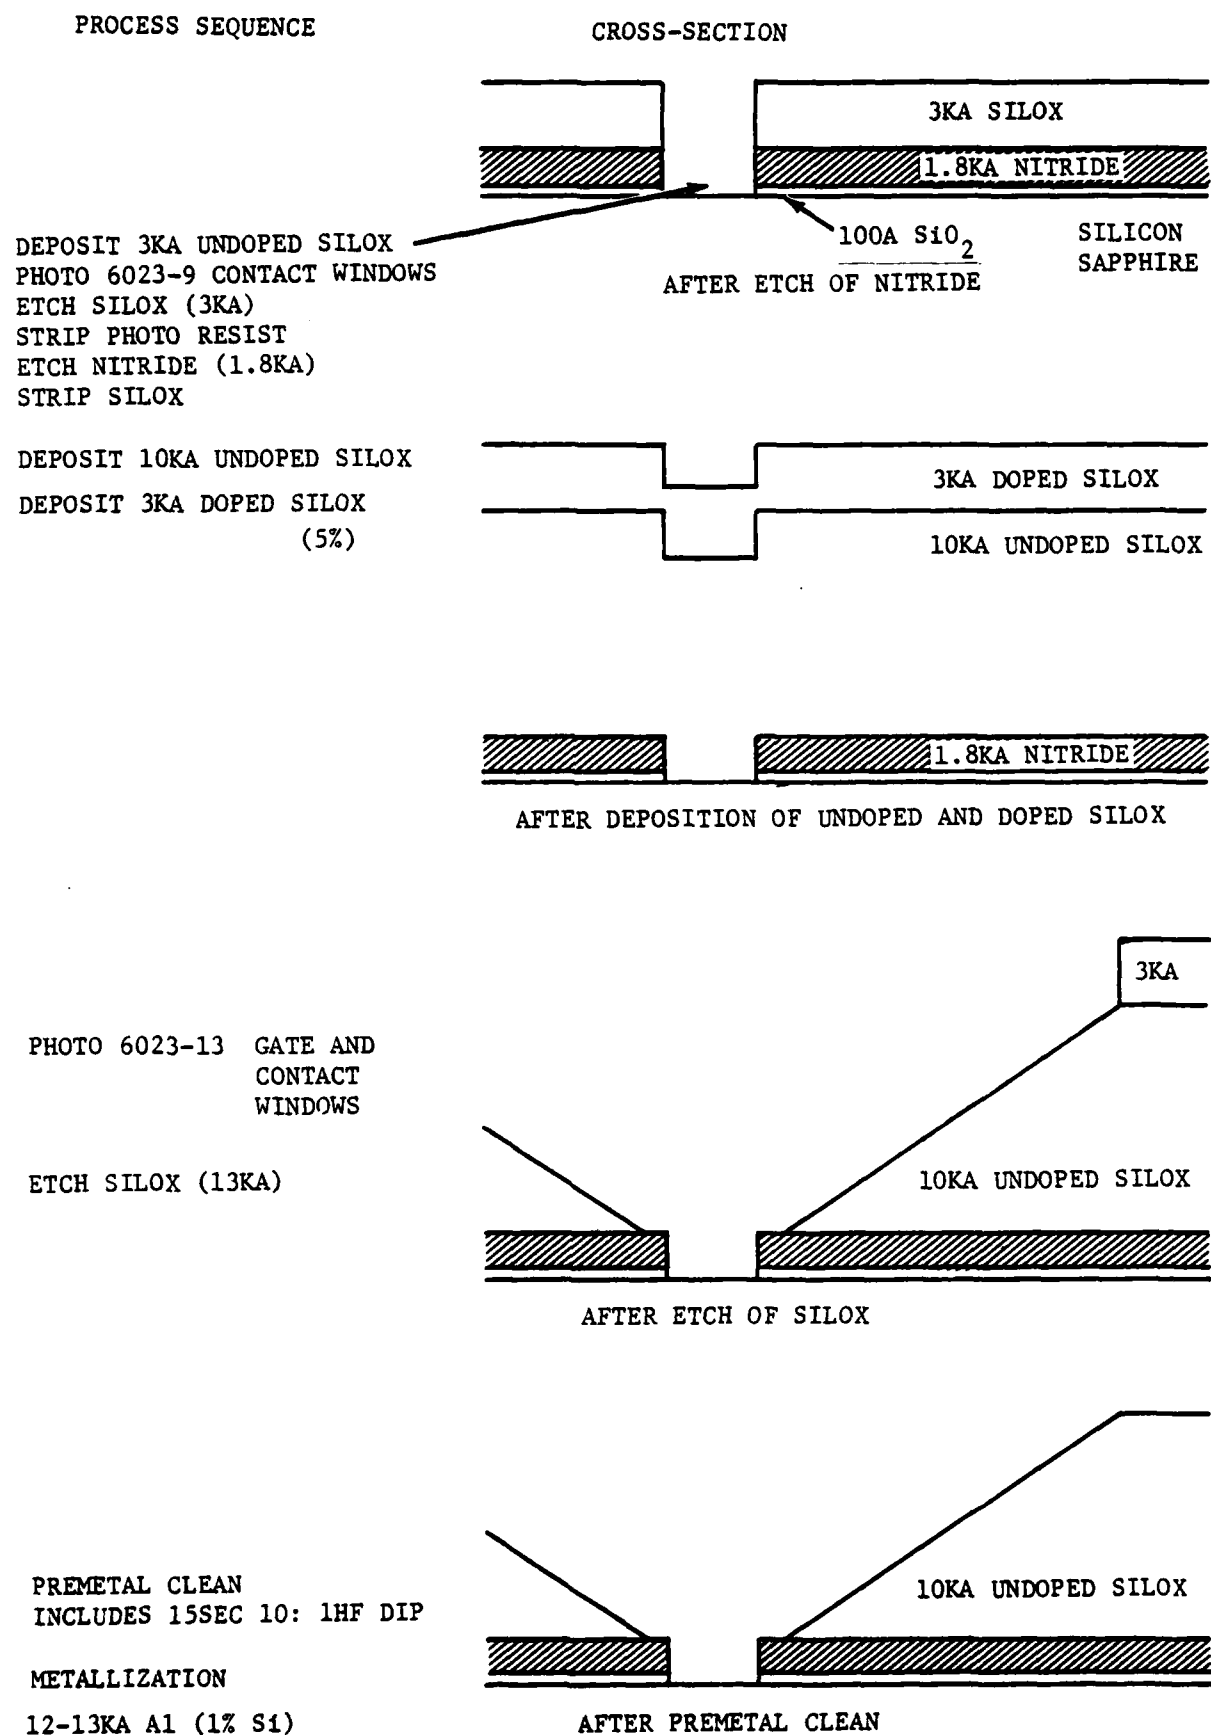 PROCESS SEQUENCE
CROSS-SECTION
3KA SILOX
1.8KA NITRIDE
100A SiO2
SILICON
SAPPHIRE
AFTER ETCH OF NITRIDE
DEPOSIT 3KA UNDOPED SILOX
PHOTO 6023-9 CONTACT WINDOWS
ETCH SILOX (3KA)
STRIP PHOTO RESIST
ETCH NITRIDE (1.8KA)
STRIP SILOX
DEPOSIT 10KA UNDOPED SILOX
DEPOSIT 3KA DOPED SILOX
(5%)
3KA DOPED SILOX
10KA UNDOPED SILOX
1.8KA NITRIDE
AFTER DEPOSITION OF UNDOPED AND DOPED SILOX
3KA
PHOTO 6023-13 GATE AND
CONTACT
WINDOWS
ETCH SILOX (13KA)
10KA UNDOPED SILOX
AFTER ETCH OF SILOX
PREMETAL CLEAN
INCLUDES 15SEC 10: 1HF DIP
10KA UNDOPED SILOX
METALLIZATION
12-13KA Al (1% Si)
AFTER PREMETAL CLEAN